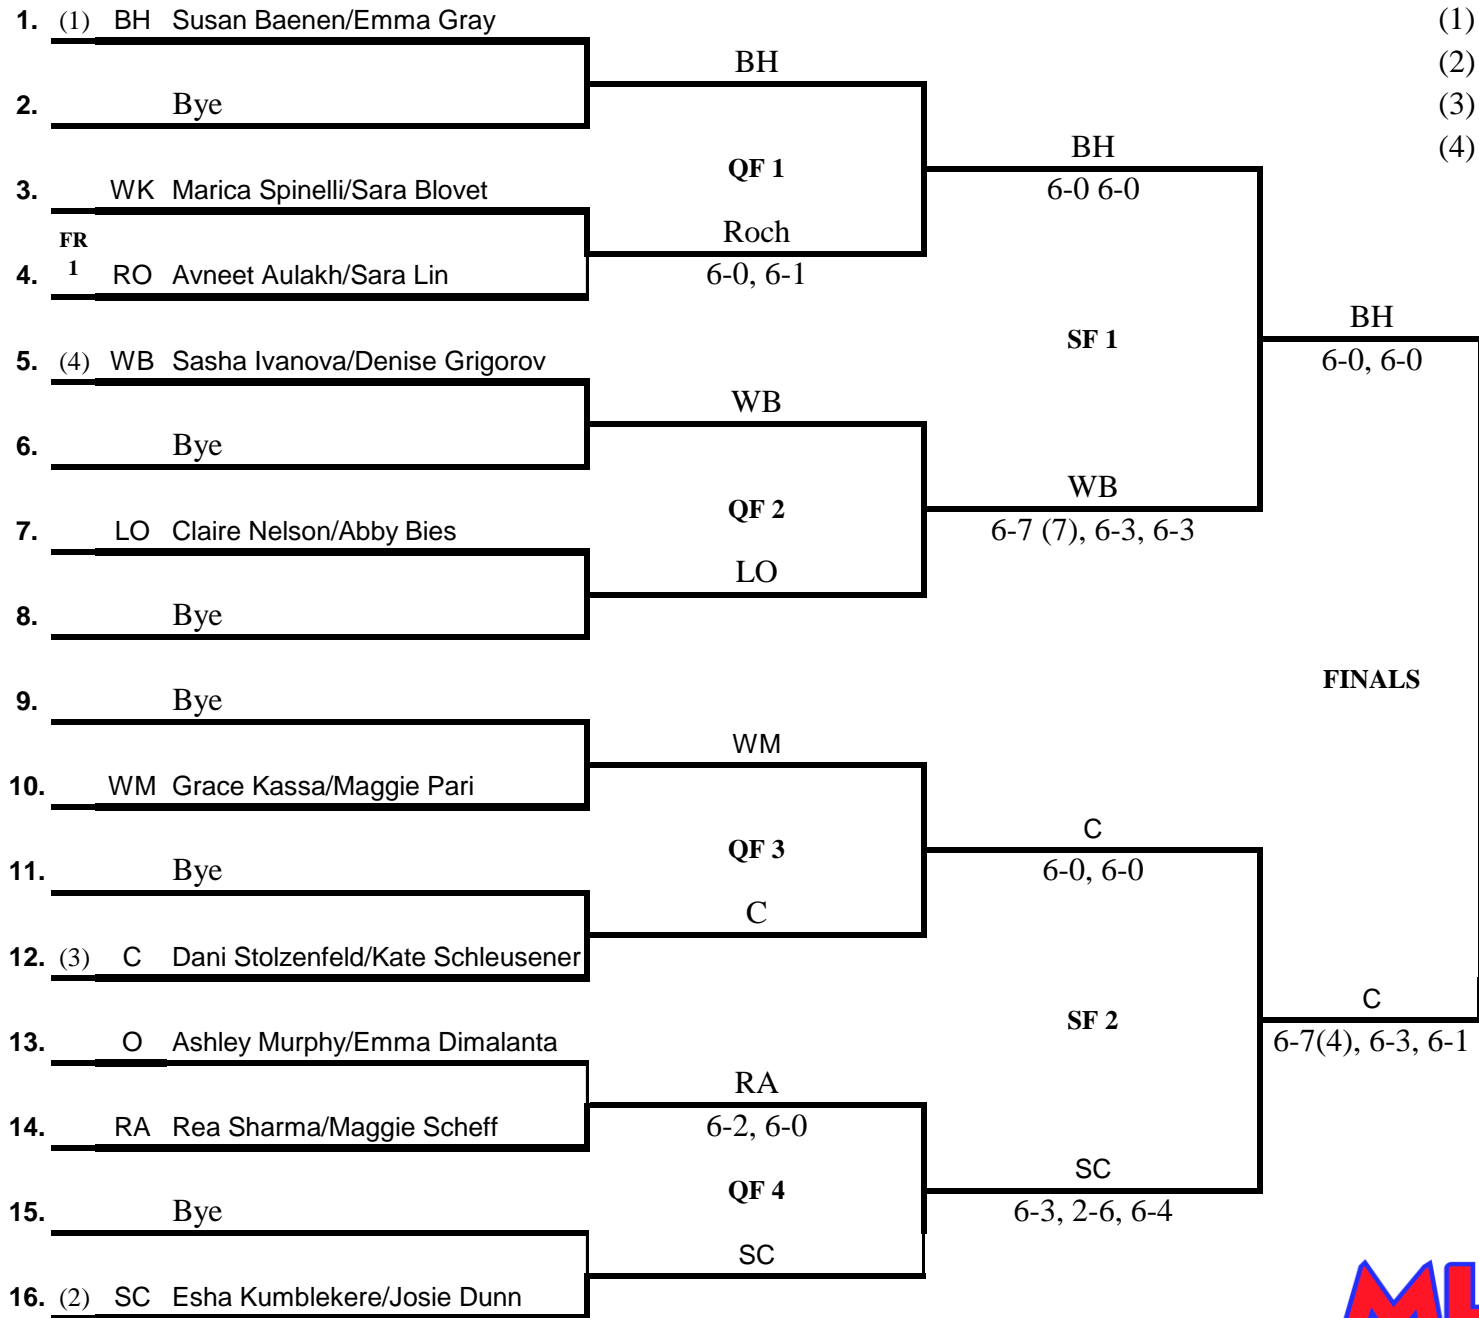 1. (1) BH Susan Baenen/Emma Gray
(1)
BH
(2)
2. Bye
(3)
BH
(4)
QF 1
3. WK Marica Spinelli/Sara Blovet
6-0 6-0
FR
Roch
1
4. RO Avneet Aulakh/Sara Lin
6-0, 6-1
BH
SF 1
5. (4) WB Sasha Ivanova/Denise Grigorov
6-0, 6-0
WB
6. Bye
WB
QF 2
7. LO Claire Nelson/Abby Bies
6-7 (7), 6-3, 6-3
LO
8. Bye
FINALS
9. Bye
WM
10. WM Grace Kassa/Maggie Pari
C
QF 3
11. Bye
6-0, 6-0
C
12. (3) C Dani Stolzenfeld/Kate Schleusener
C
SF 2
13. O Ashley Murphy/Emma Dimalanta
6-7(4), 6-3, 6-1
RA
14. RA Rea Sharma/Maggie Scheff
6-2, 6-0
SC
QF 4
15. Bye
6-3, 2-6, 6-4
SC
16. (2) SC Esha Kumblekere/Josie Dunn